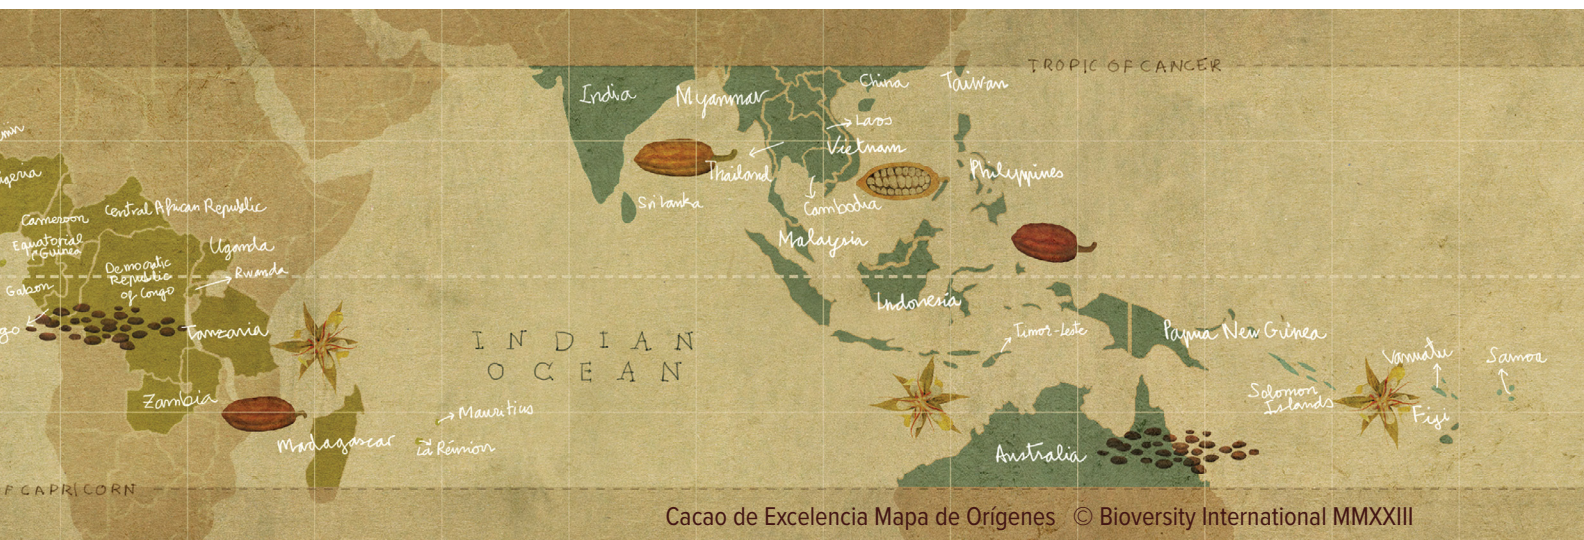 TROPIC OF CANCER
India
Myanmar
China
Taiwan
Laos
Vietnam
Thailand
Philippines
Sri Lanka
Cambodia
Malaysia
Indonesia
Timor-Leste
Papua New Guinea
Vanuatu
Samoa
Solomon
Islands
Fiji
Australia
Cameroon
Central African Republic
Equatorial
Guinea
Uganda
Democratic
Republic
of Congo
Rwanda
Gabon
Tanzania
Zambia
Madagascar
INDIAN
OCEAN
Mauritius
La Réunion
CAPRICORN
Cacao de Excelencia Mapa de Orígenes © Bioversity International MMXXIII